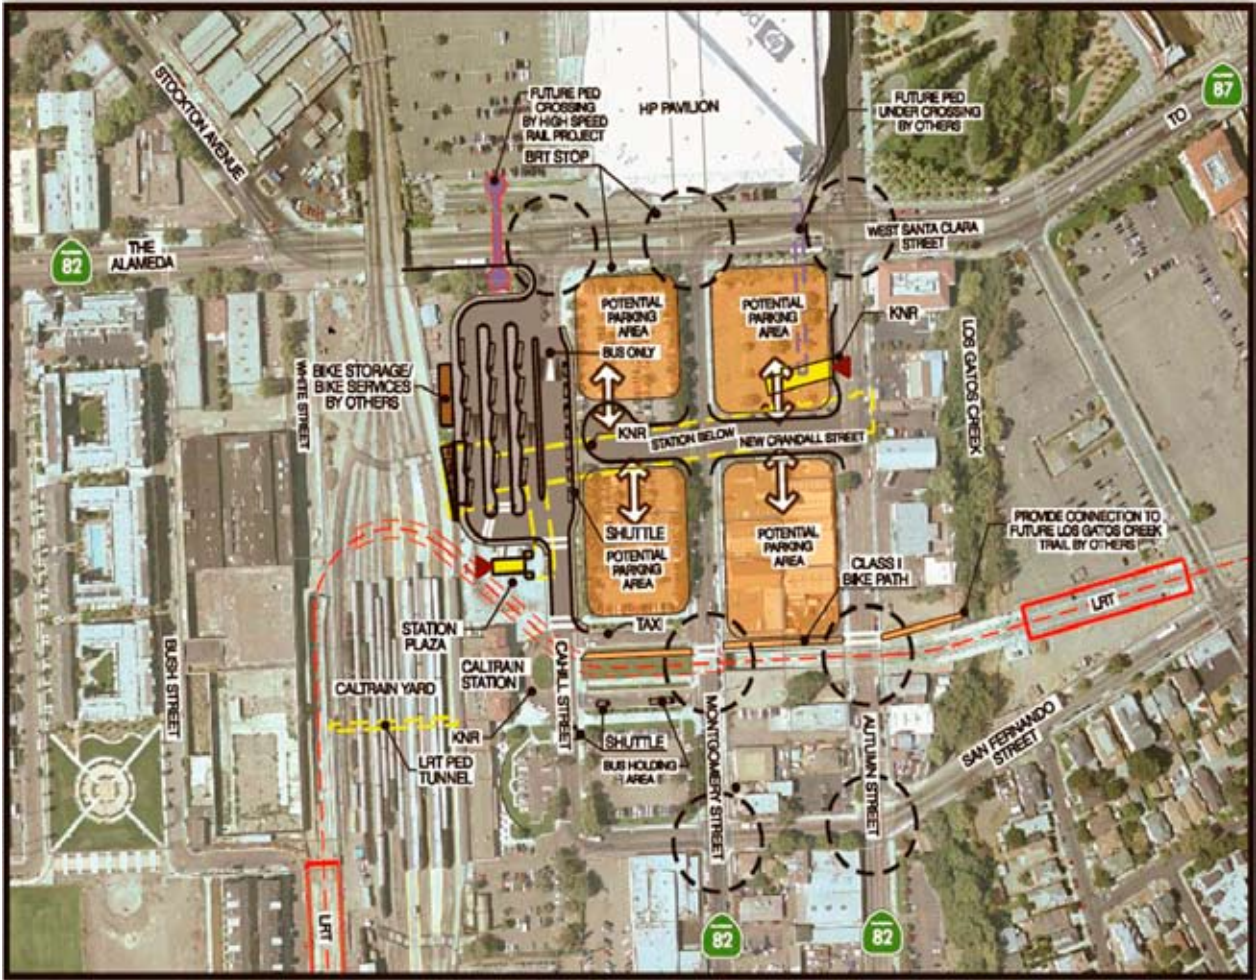 hp
HP PAVILION
87
TO
STOCKTON AVENUE
FUTURE PED
CROSSING
BY HIGH SPEED
RAIL PROJECT
BRT STOP
FUTURE PED
UNDER CROSSING
BY OTHERS
WEST SANTA CLARA
STREET
82
THE
ALAMEDA
POTENTIAL
PARKING
AREA
POTENTIAL
PARKING
AREA
KNR
BUS ONLY
LOS GATOS CREEK
WHITE STREET
BIKE STORAGE/
BIKE SERVICES
BY OTHERS
KNR
STATION BELOW
NEW CRANDALL STREET
SHUTTLE
POTENTIAL
PARKING
AREA
POTENTIAL
PARKING
AREA
PROVIDE CONNECTION TO
FUTURE LOS GATOS CREEK
TRAIL BY OTHERS
CLASS I
BIKE PATH
LRT
STATION
PLAZA
TAXI
BUSH STREET
CALTRAIN
STATION
CALTRAIN YARD
CAHILL STREET
KNR
LRT PED
TUNNEL
SHUTTLE
BUS HOLDING
AREA
MONTGOMERY STREET
AUTUMN STREET
SAN FERNANDO
STREET
LRT
82
82